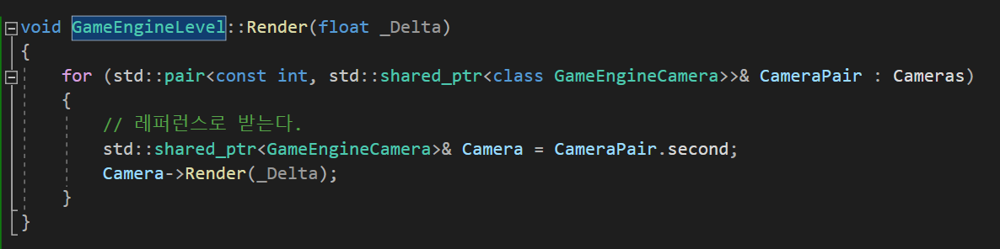 void GameEngineLevel::Render(float _Delta)
{
for (std::pair<const int, std::shared_ptr<class GameEngineCamera>>& CameraPair : Cameras)
{
// 레퍼런스로 받는다.
std::shared_ptr<GameEngineCamera>& Camera = CameraPair.second;
Camera->Render(_Delta);
}
}